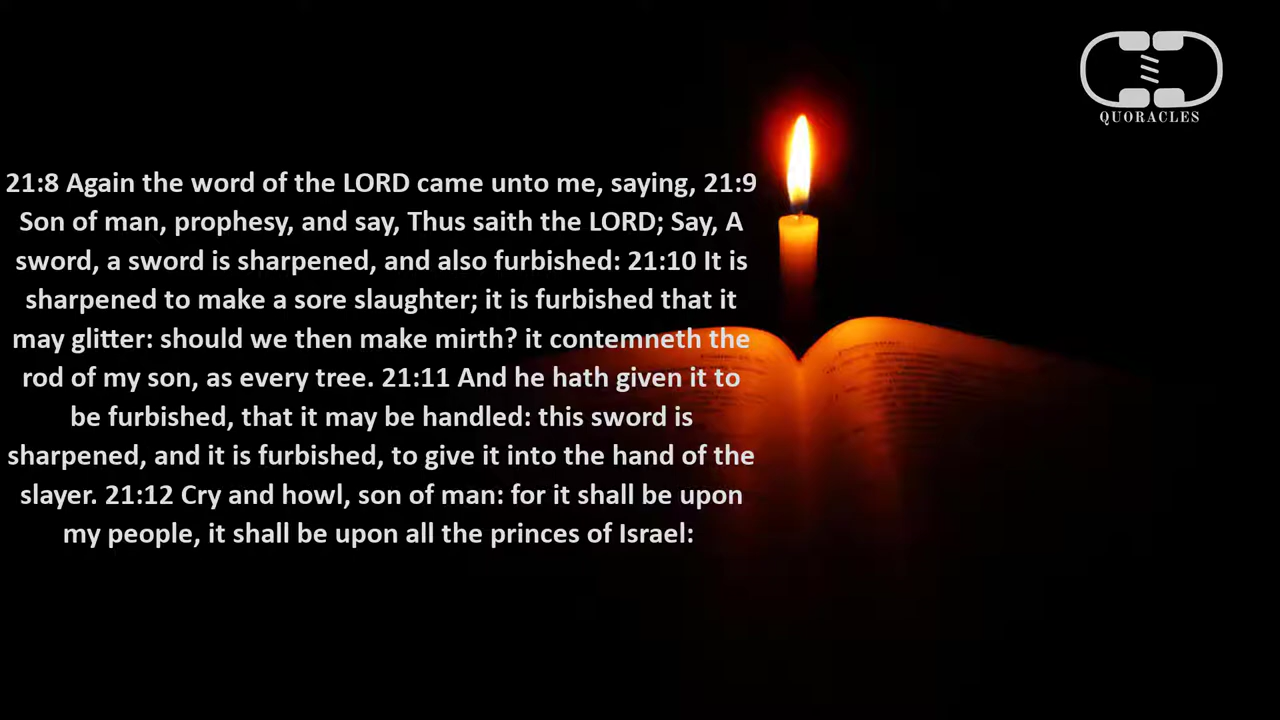 QUORACLES
21:8 Again the word of the LORD came unto me, saying, 21:9
Son of man, prophesy, and say, Thus saith the LORD; Say, A
sword, a sword is sharpened, and also furbished: 21:10 It is
sharpened to make a sore slaughter; it is furbished that it
may glitter: should we then make mirth? it contemneth the
rod of my son, as every tree. 21:11 And he hath given it to
be furbished, that it may be handled: this sword is
sharpened, and it is furbished, to give it into the hand of the
slayer. 21:12 Cry and howl, son of man: for it shall be upon
my people, it shall be upon all the princes of Israel: